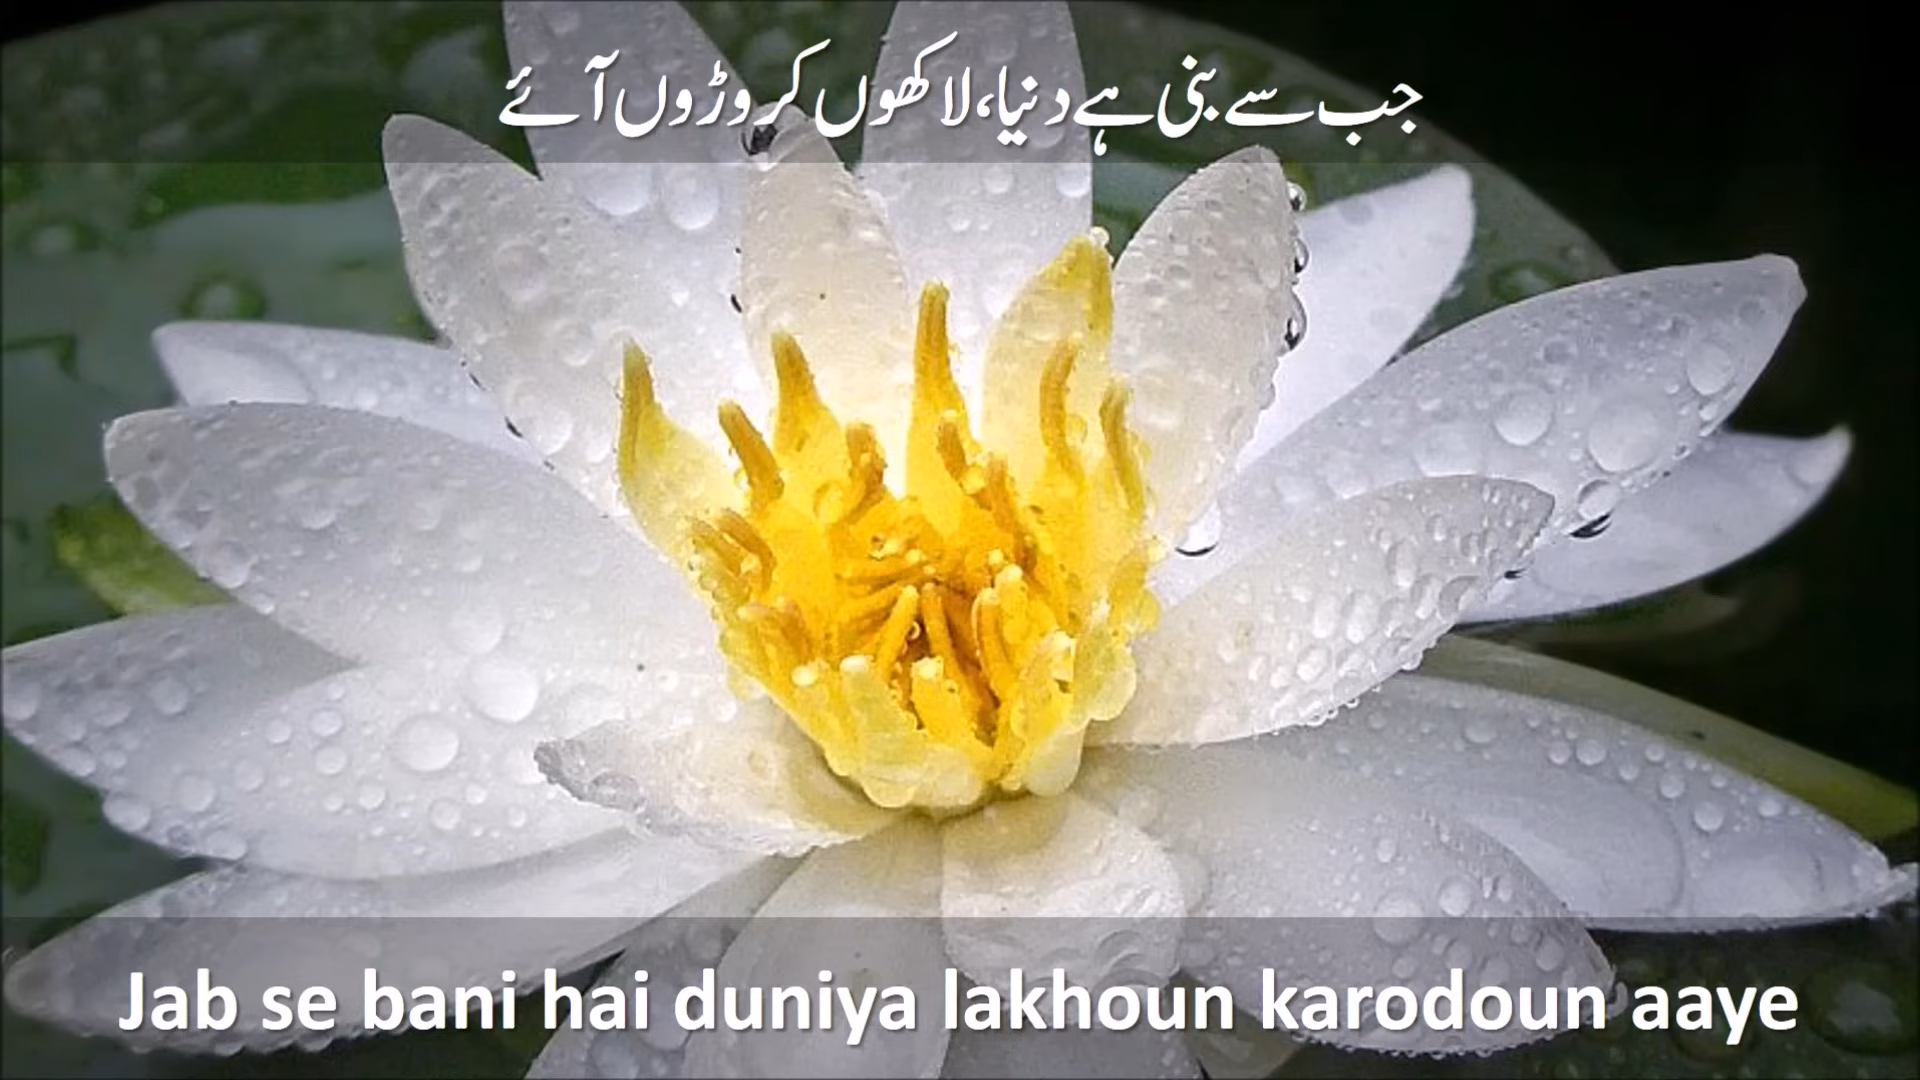 جب سے بنی ہے دنیا، لاکھوں کروڑوں آئے
Jab se bani hai duniya lakhoun karodoun aaye